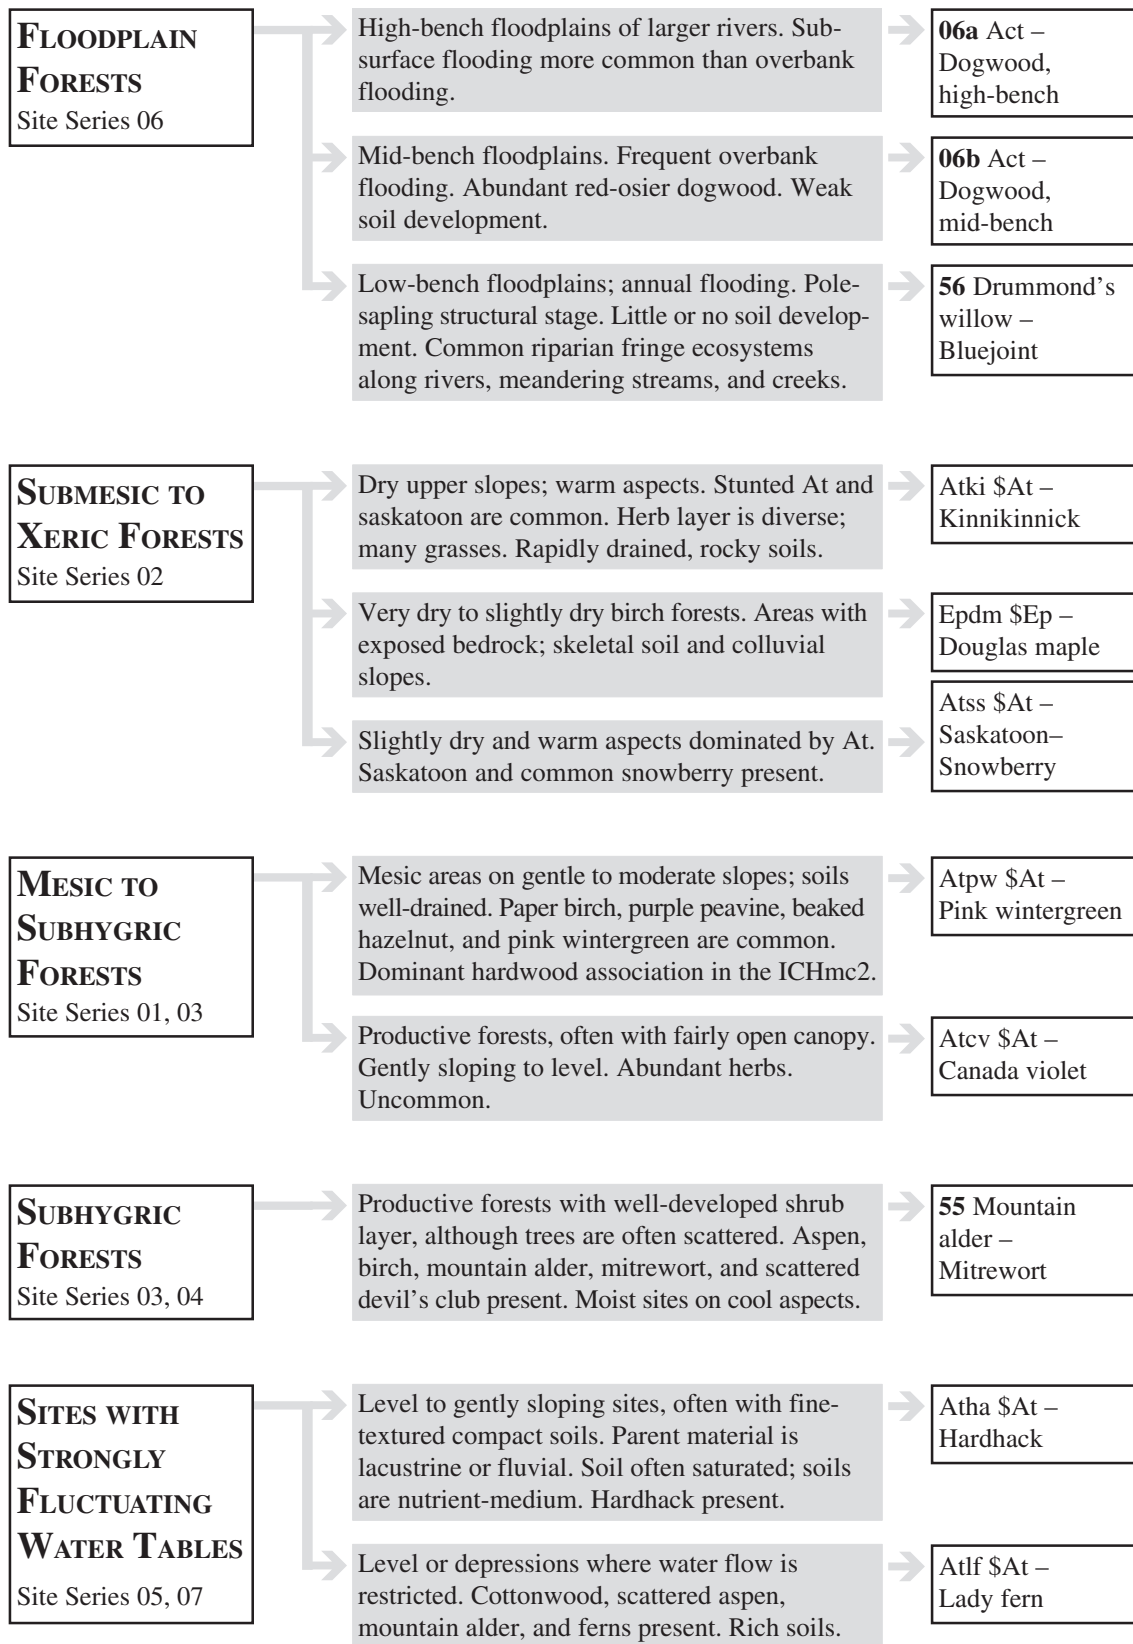 FLOODPLAIN
FORESTS
Site Series 06
High-bench floodplains of larger rivers. Sub-
surface flooding more common than overbank
flooding.
06a Act –
Dogwood,
high-bench
Mid-bench floodplains. Frequent overbank
flooding. Abundant red-osier dogwood. Weak
soil development.
06b Act –
Dogwood,
mid-bench
Low-bench floodplains; annual flooding. Pole-
sapling structural stage. Little or no soil develop-
ment. Common riparian fringe ecosystems
along rivers, meandering streams, and creeks.
56 Drummond's
willow –
Bluejoint
SUBMESIC TO
XERIC FORESTS
Site Series 02
Dry upper slopes; warm aspects. Stunted At and
saskatoon are common. Herb layer is diverse;
many grasses. Rapidly drained, rocky soils.
Atki $At –
Kinnikinnick
Very dry to slightly dry birch forests. Areas with
exposed bedrock; skeletal soil and colluvial
slopes.
Epdm $Ep –
Douglas maple
Slightly dry and warm aspects dominated by At.
Saskatoon and common snowberry present.
Atss $At –
Saskatoon–
Snowberry
MESIC TO
SUBHYGRIC
FORESTS
Site Series 01, 03
Mesic areas on gentle to moderate slopes; soils
well-drained. Paper birch, purple peavine, beaked
hazelnut, and pink wintergreen are common.
Dominant hardwood association in the ICHmc2.
Atpw $At –
Pink wintergreen
Productive forests, often with fairly open canopy.
Gently sloping to level. Abundant herbs.
Uncommon.
Atcv $At –
Canada violet
SUBHYGRIC
FORESTS
Site Series 03, 04
Productive forests with well-developed shrub
layer, although trees are often scattered. Aspen,
birch, mountain alder, mitrewort, and scattered
devil's club present. Moist sites on cool aspects.
55 Mountain
alder –
Mitrewort
SITES WITH
STRONGLY
FLUCTUATING
WATER TABLES
Site Series 05, 07
Level to gently sloping sites, often with fine-
textured compact soils. Parent material is
lacustrine or fluvial. Soil often saturated; soils
are nutrient-medium. Hardhack present.
Atha $At –
Hardhack
Level or depressions where water flow is
restricted. Cottonwood, scattered aspen,
mountain alder, and ferns present. Rich soils.
Atlf $At –
Lady fern